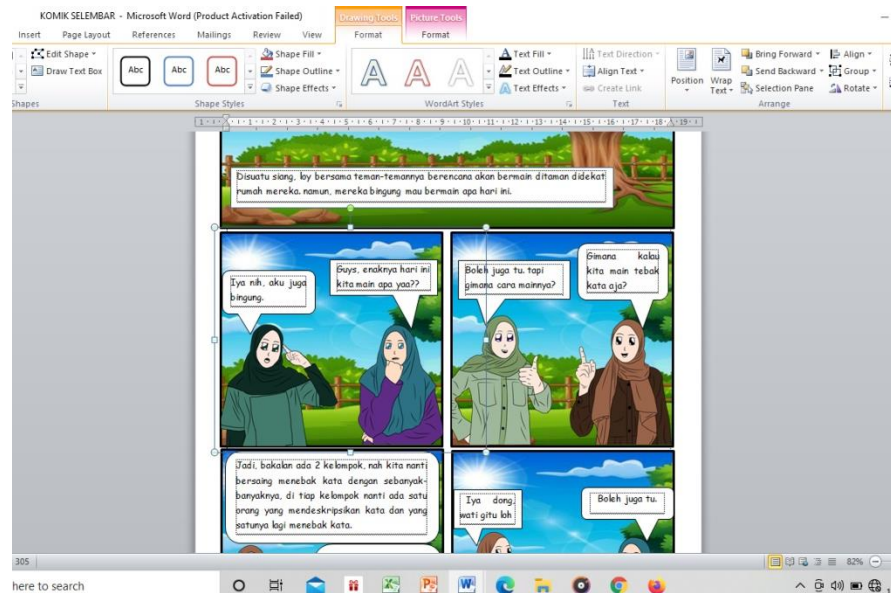 KOMIK SELEMBAR - Microsoft Word (Product Activation Failed)
Drawing Tools Picture Tools
Insert Page Layout References Mailings Review View Format Format
Edit Shape
Draw Text Box
Abc Abc Abc
Shape Fill
Shape Outline
Shape Effects
A A A
Text Fill
Text Outline
Text Effects
Text Direction
Align Text
Create Link
Position
Wrap Text
Bring Forward
Send Backward
Selection Pane
Align
Group
Rotate
Shapes Shape Styles WordArt Styles Text Arrange
Disuatu siang, loy bersama teman-temannya berencana akan bermain ditaman didekat
rumah mereka. namun, mereka bingung mau bermain apa hari ini.
Iya nih, aku juga
bingung.
Guys, enaknya hari ini
kita main apa yaa??
Boleh juga tu. tapi
gimana cara mainnya?
Gimana kalau
kita main tebak
kata aja?
Jadi, bakalan ada 2 kelompok, nah kita nanti
bersaing menebak kata dengan sebanyak-
banyaknya, di tiap kelompok nanti ada satu
orang yang mendeskripsikan kata dan yang
satunya lagi menebak kata.
Iya dong,
wati gitu loh
Boleh juga tu.
305
82%
here to search